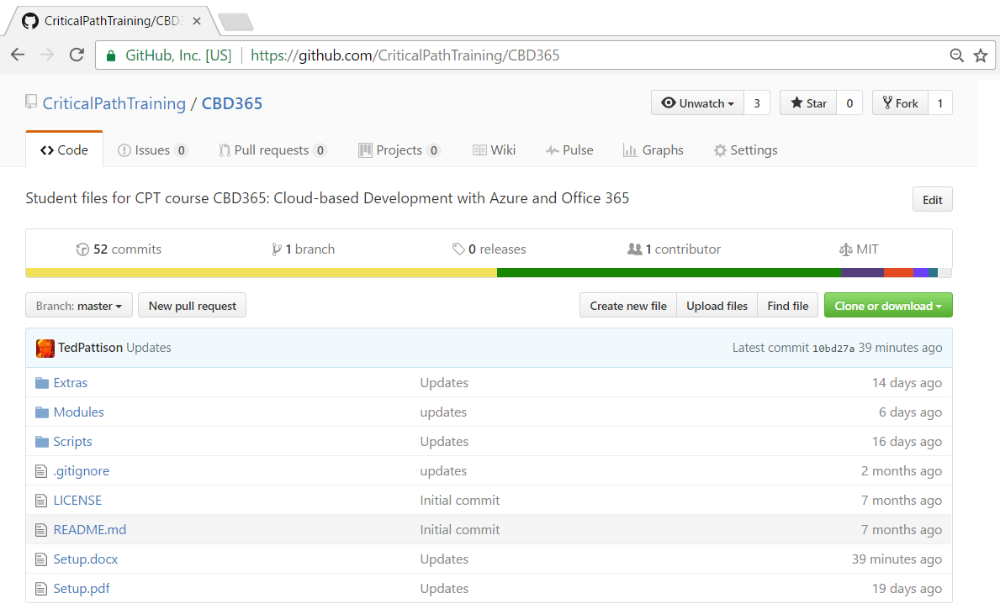 CriticalPathTraining/CBD3
GitHub, Inc. [US] https://github.com/CriticalPathTraining/CBD365
CriticalPathTraining / CBD365
Unwatch 3 Star 0 Fork 1
Code Issues 0 Pull requests 0 Projects 0 Wiki Pulse Graphs Settings
Student files for CPT course CBD365: Cloud-based Development with Azure and Office 365 Edit
52 commits 1 branch 0 releases 1 contributor MIT
Branch: master New pull request Create new file Upload files Find file Clone or download
TedPattison Updates Latest commit 10bd27a 39 minutes ago
Extras Updates 14 days ago
Modules updates 6 days ago
Scripts Updates 16 days ago
.gitignore updates 2 months ago
LICENSE Initial commit 7 months ago
README.md Initial commit 7 months ago
Setup.docx Updates 39 minutes ago
Setup.pdf Updates 19 days ago